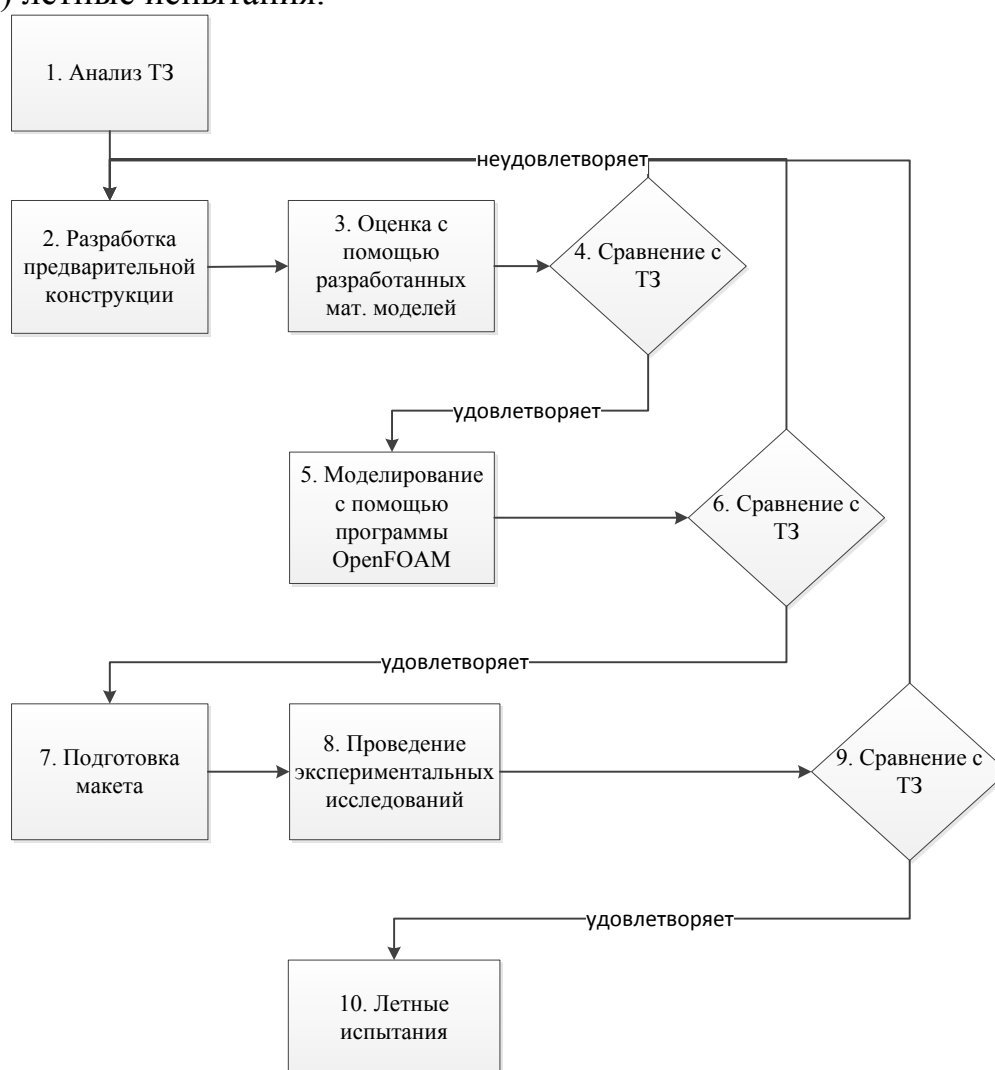 ) летные испытания.
1. Анализ ТЗ
неудовлетворяет
2. Разработка
предварительной
конструкции
3. Оценка с
помощью
разработанных
мат. моделей
4. Сравнение с
ТЗ
удовлетворяет
5. Моделирование
с помощью
программы
OpenFOAM
6. Сравнение с
ТЗ
удовлетворяет
7. Подготовка
макета
8. Проведение
экспериментальных
исследований
9. Сравнение с
ТЗ
удовлетворяет
10. Летные
испытания